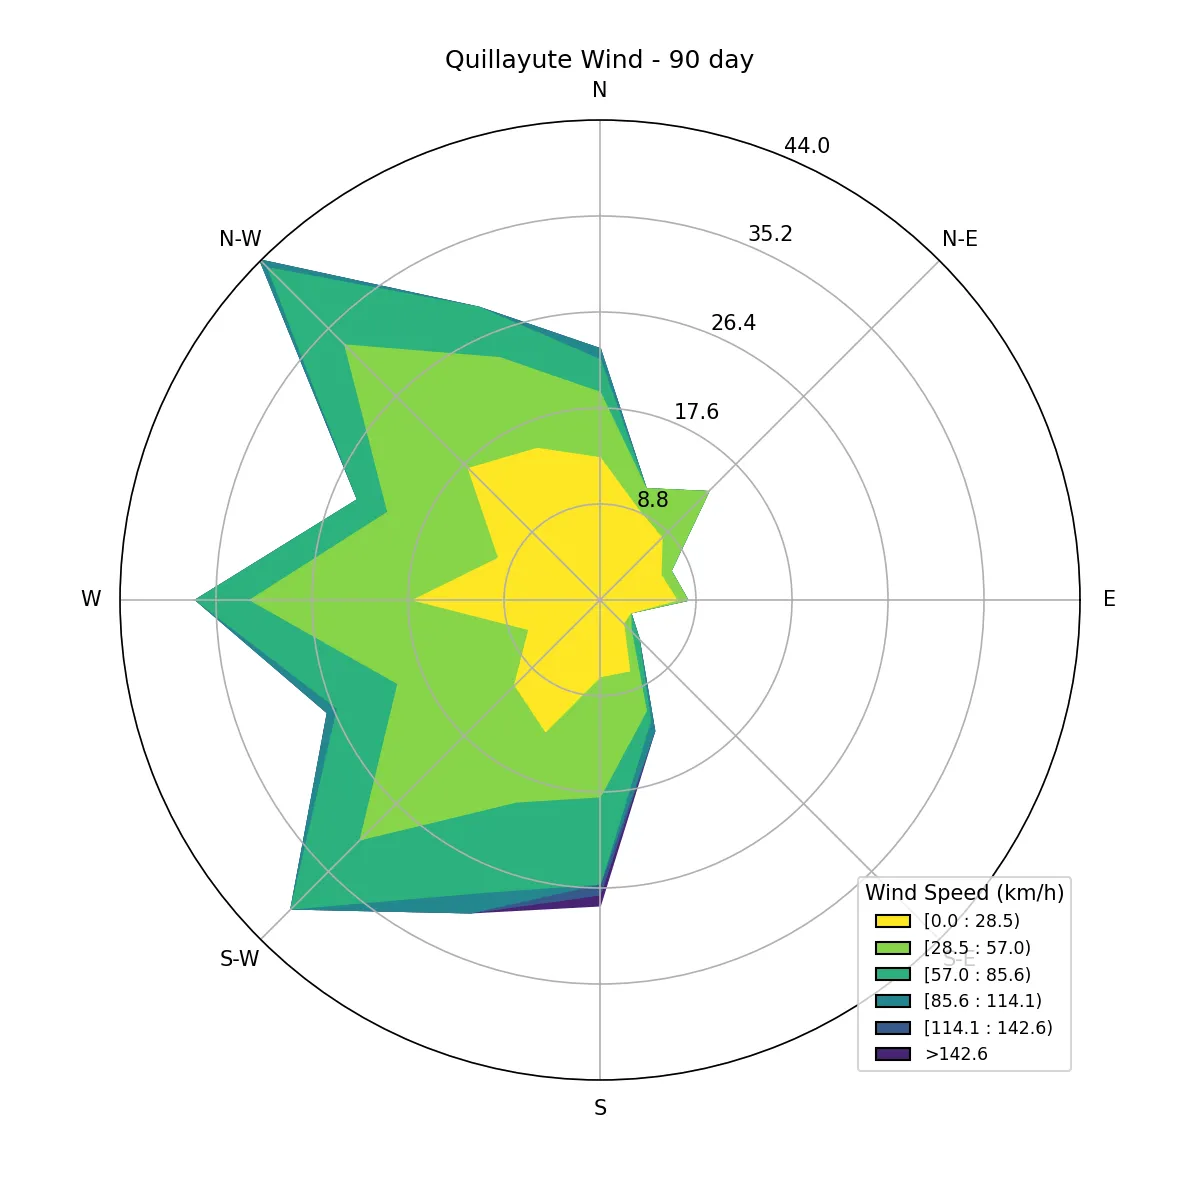 Quillayute Wind - 90 day
N
44.0
35.2
N-W
N-E
26.4
17.6
8.8
W
E
S-W
S-E
S
Wind Speed (km/h)
[0.0 : 28.5)
[28.5 : 57.0)
[57.0 : 85.6)
[85.6 : 114.1)
[114.1 : 142.6)
>142.6